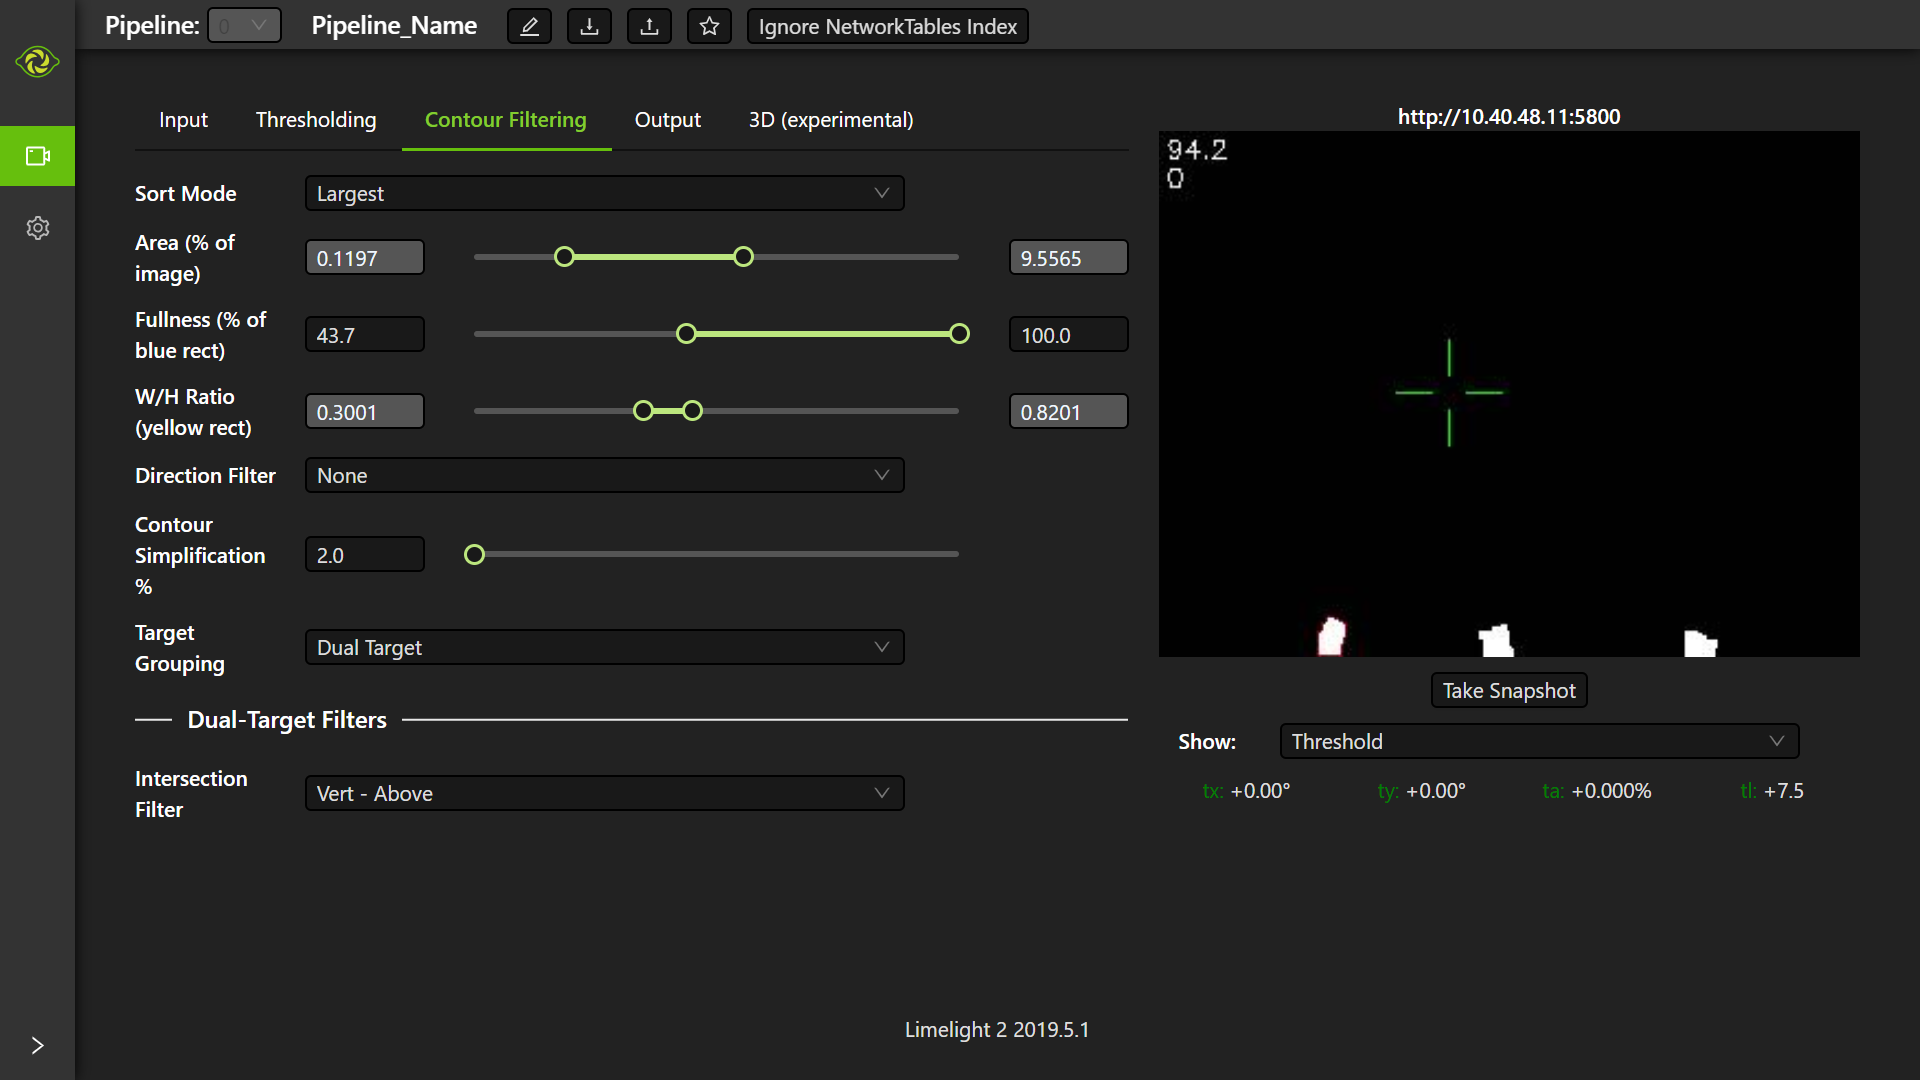 Pipeline: 0 Pipeline_Name Ignore NetworkTables Index
Input Thresholding Contour Filtering Output 3D (experimental)
Sort Mode Largest
Area (% of image) 0.1197 9.5565
Fullness (% of blue rect) 43.7 100.0
W/H Ratio (yellow rect) 0.3001 0.8201
Direction Filter None
Contour Simplification % 2.0
Target Grouping Dual Target
Dual-Target Filters
Intersection Filter Vert - Above
http://10.40.48.11:5800
94.2
0
Take Snapshot
Show: Threshold
tx: +0.00° ty: +0.00° ta: +0.000% tl: +7.5
Limelight 2 2019.5.1